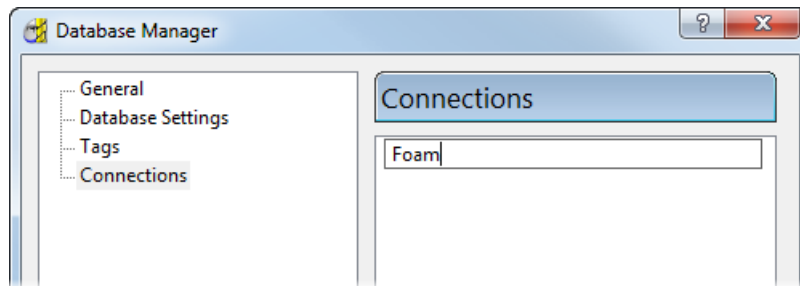 Database Manager
General
Database Settings
Tags
Connections
Connections
Foam